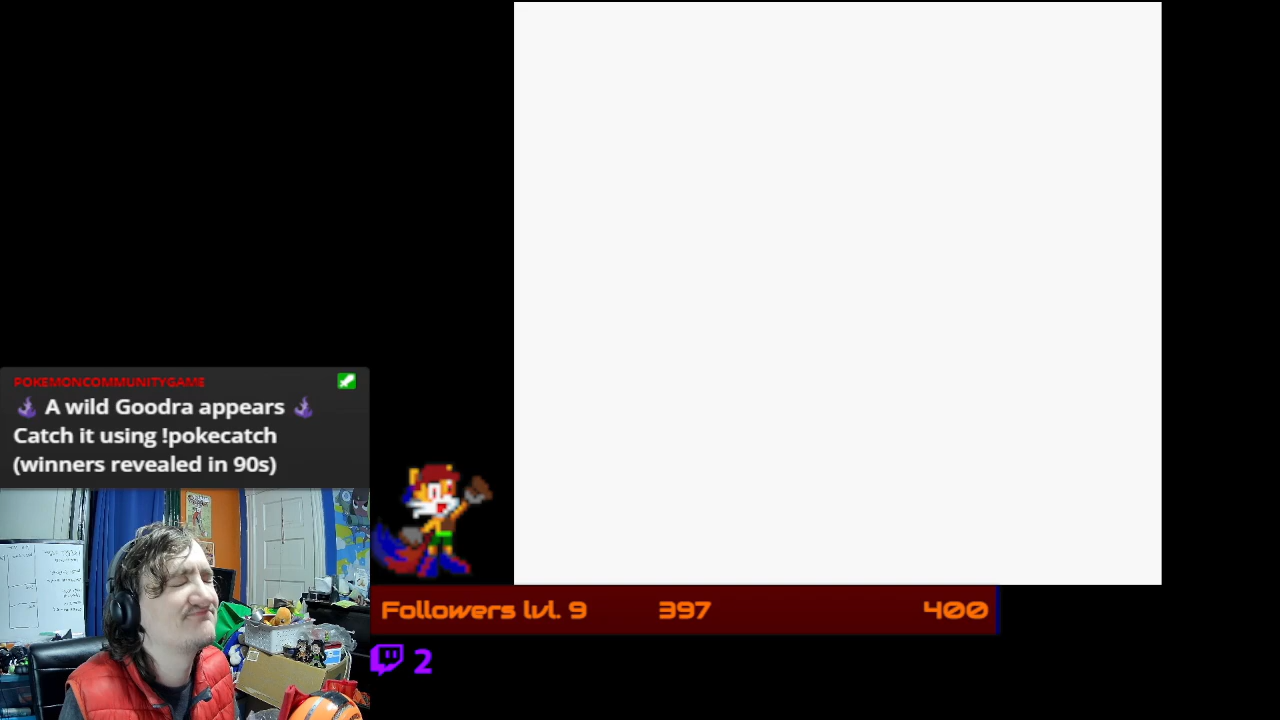 POKEMONCOMMUNITYGAME
A wild Goodra appears
Catch it using !pokecatch
(winners revealed in 90s)
Followers lvl. 9 397 400
2